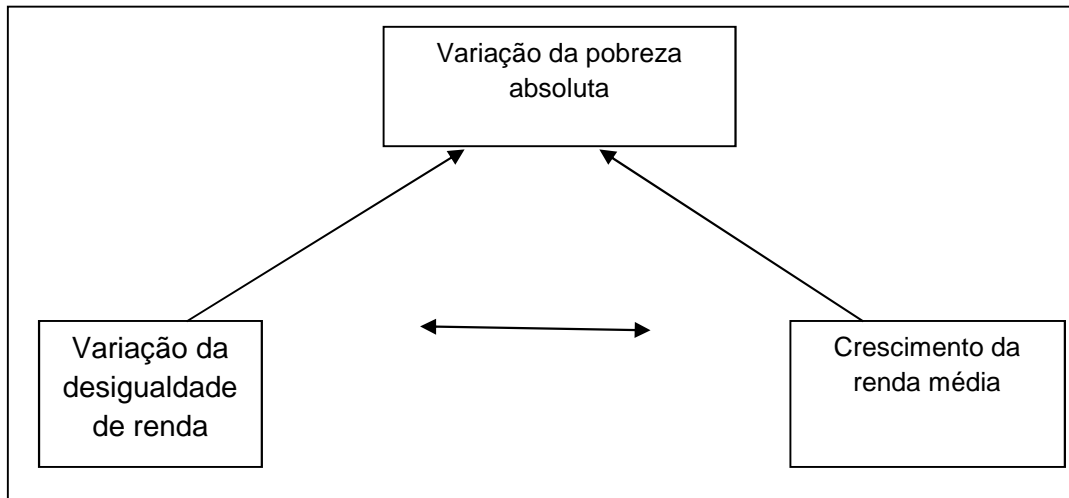 Variação da pobreza
absoluta
Variação da
desigualdade
de renda
Crescimento da
renda média